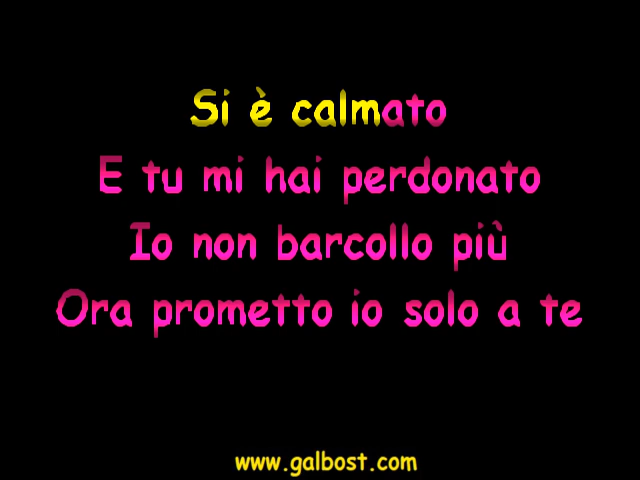 Si è calmato
E tu mi hai perdonato
Io non barcollo più
Ora prometto io solo a te
www.galbost.com